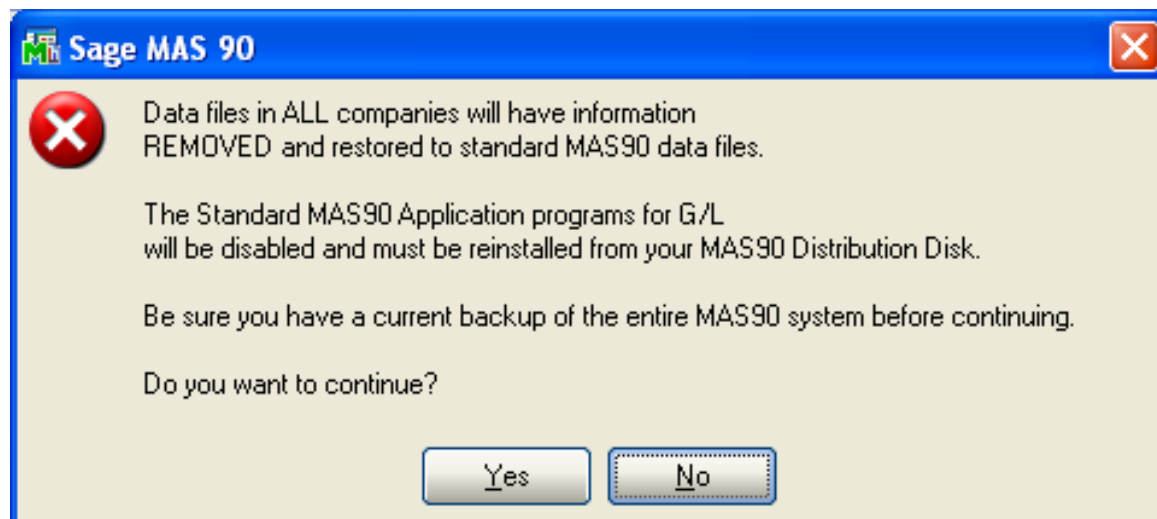 Sage MAS 90
Data files in ALL companies will have information
REMOVED and restored to standard MAS90 data files.
The Standard MAS90 Application programs for G/L
will be disabled and must be reinstalled from your MAS90 Distribution Disk.
Be sure you have a current backup of the entire MAS90 system before continuing.
Do you want to continue?
Yes
No